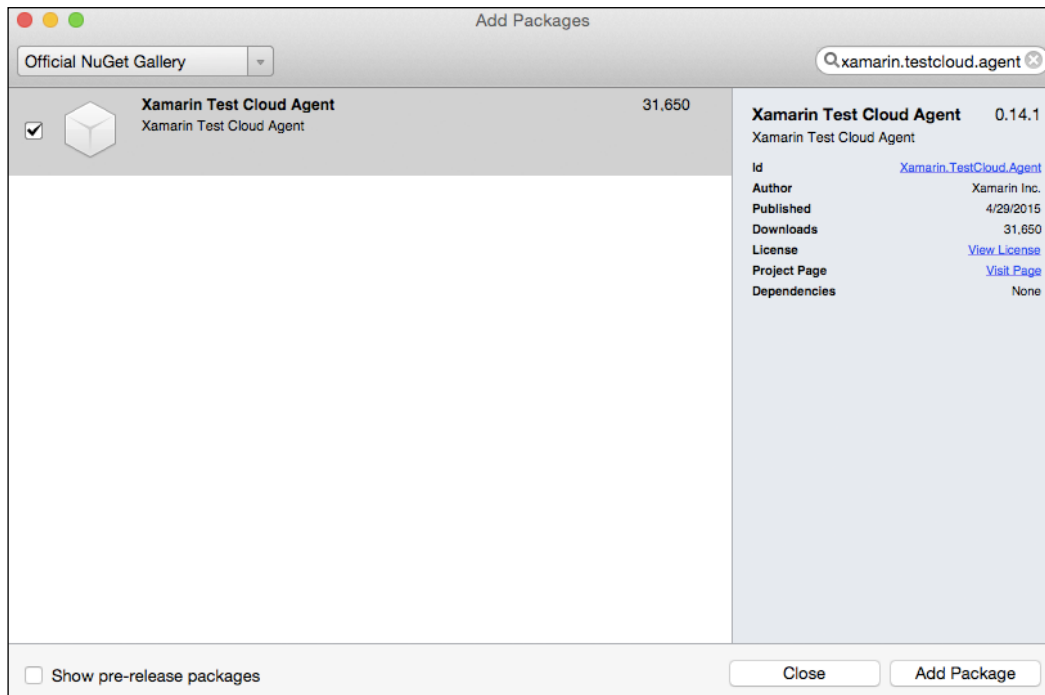 Add Packages
Official NuGet Gallery
xamarin.testcloud.agent
Xamarin Test Cloud Agent 31,650
Xamarin Test Cloud Agent
Xamarin Test Cloud Agent 0.14.1
Xamarin Test Cloud Agent
Id Xamarin.TestCloud.Agent
Author Xamarin Inc.
Published 4/29/2015
Downloads 31,650
License View License
Project Page Visit Page
Dependencies None
Show pre-release packages
Close Add Package